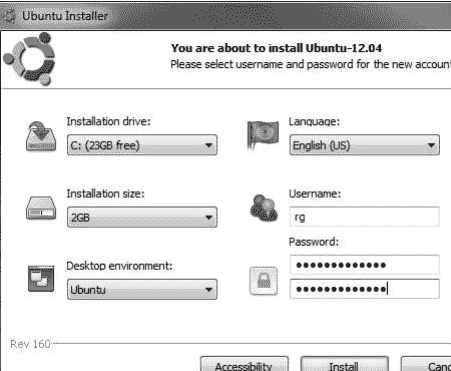 Ubuntu Installer
You are about to install Ubuntu-12.04
Please select username and password for the new account
Installation drive:
C: (23GB free)
Language:
English (US)
Installation size:
2GB
Username:
rg
Password:
•••••••••••••
Desktop environment:
Ubuntu
•••••••••••••
Rev 160
Accessibility
Install
Canc